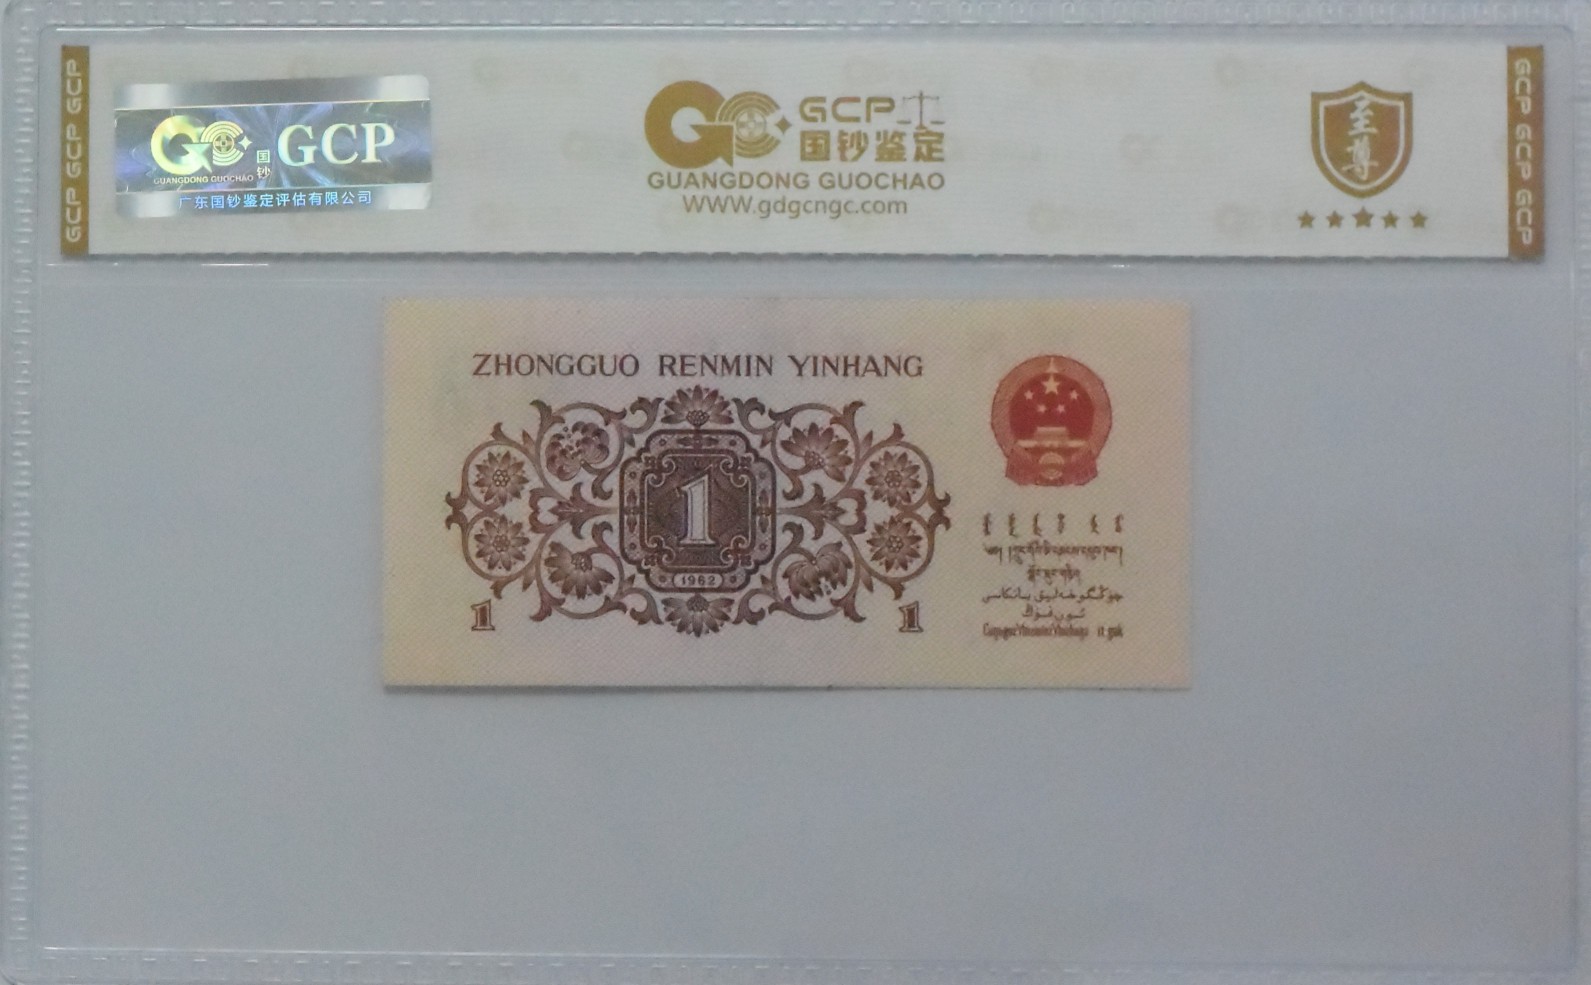 GCP GCP GCP
国
钞
GCP
GUANGDONG GUOCHAO
广东国钞鉴定评估有限公司
GCP
国钞鉴定
GUANGDONG GUOCHAO
WWW.gdgcngc.com
至
尊
GCP GCP GCP
ZHONGGUO RENMIN YINHANG
1
1962
1
1